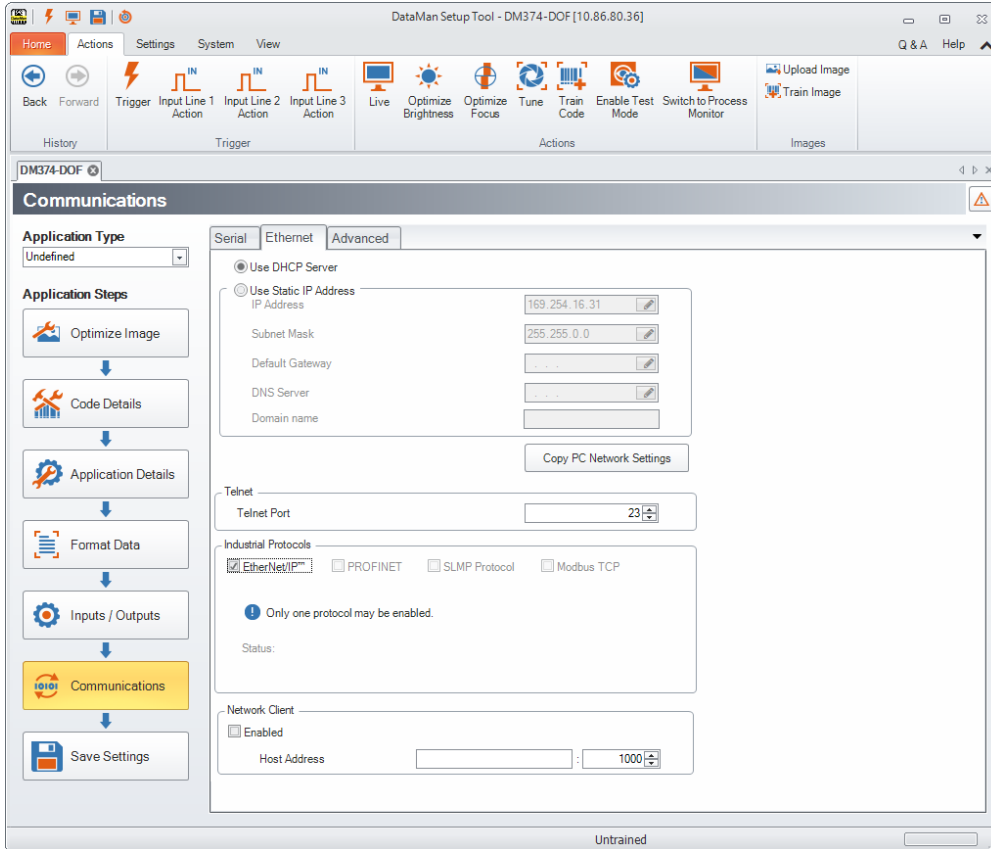 DataMan Setup Tool - DM374-DOF [10.86.80.36]
Home Actions Settings System View Q & A Help
Back Forward Trigger Input Line 1 Action Input Line 2 Action Input Line 3 Action Live Optimize Brightness Optimize Focus Tune Train Code Enable Test Mode Switch to Process Monitor
IN IN IN
Upload Image
Train Image
History Trigger Actions Images
DM374-DOF
Communications
Application Type
Undefined
Application Steps
Optimize Image
Code Details
Application Details
Format Data
Inputs / Outputs
Communications
Save Settings
Serial Ethernet Advanced
Use DHCP Server
Use Static IP Address
IP Address 169.254.16.31
Subnet Mask 255.255.0.0
Default Gateway . . .
DNS Server . . .
Domain name
Copy PC Network Settings
Telnet
Telnet Port 23
Industrial Protocols
EtherNet/IP™ PROFINET SLMP Protocol Modbus TCP
Only one protocol may be enabled.
Status:
Network Client
Enabled
Host Address : 1000
Untrained